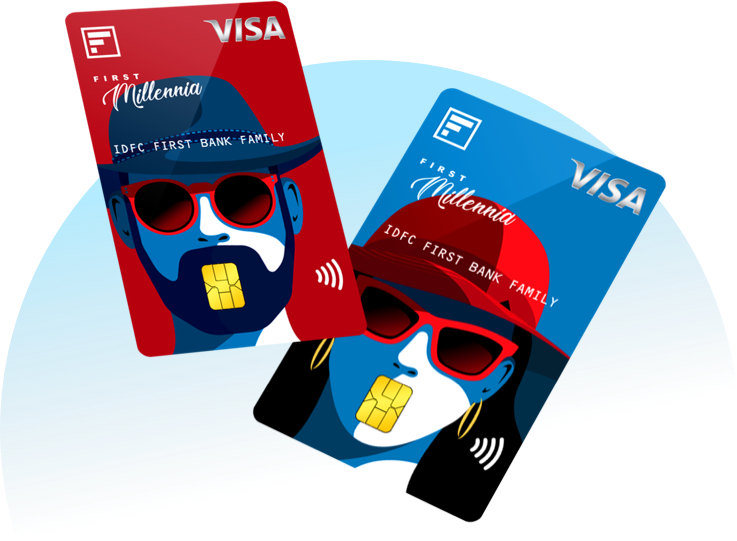 VISA
FIRST
Millennia
IDFC FIRST BANK FAMILY
VISA
FIRST
Millennia
IDFC FIRST BANK FAMILY